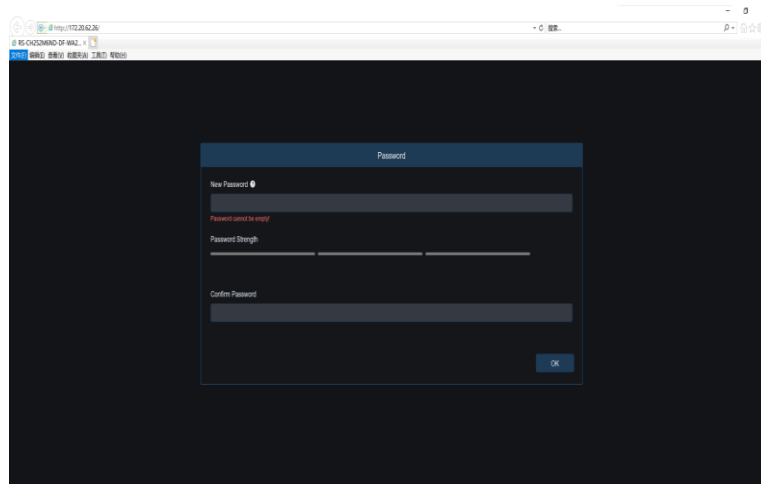 http://172.20.62.26/
搜索...
RS-CH252M6ND-DF-WA2... ×
文件(F) 编辑(E) 查看(V) 收藏夹(A) 工具(T) 帮助(H)
Password
New Password
Password cannot be empty!
Password Strength
Confirm Password
OK